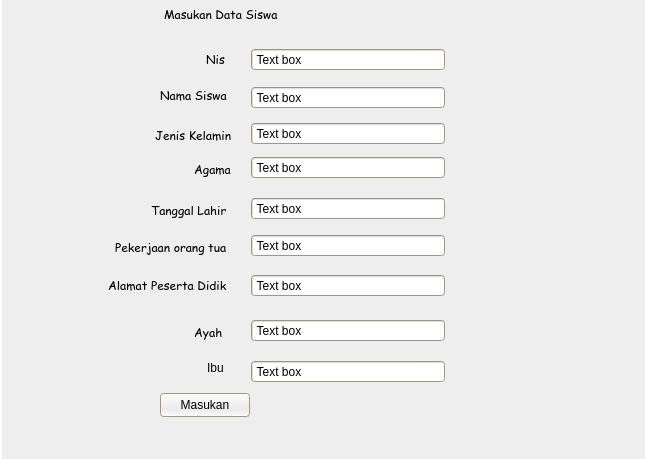 Masukan Data Siswa
Nis Text box
Nama Siswa Text box
Jenis Kelamin Text box
Agama Text box
Tanggal Lahir Text box
Pekerjaan orang tua Text box
Alamat Peserta Didik Text box
Ayah Text box
Ibu Text box
Masukan